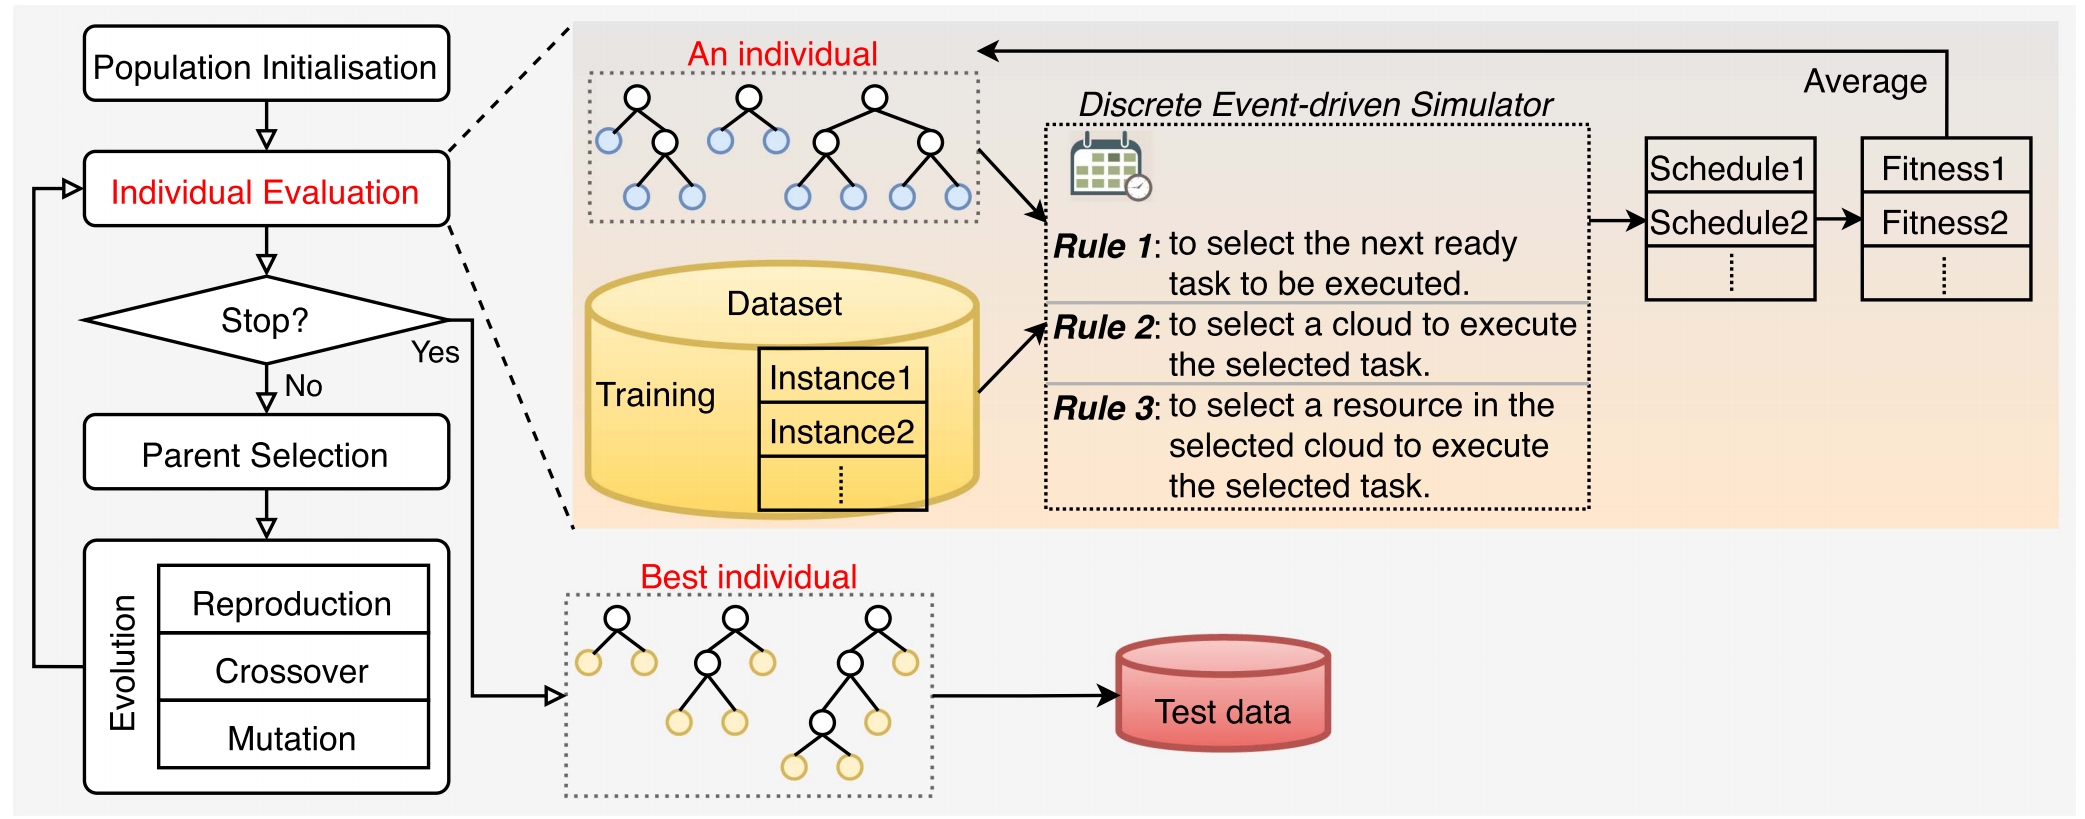 Population Initialisation
Individual Evaluation
Stop?
Yes
No
Parent Selection
Evolution
Reproduction
Crossover
Mutation
An individual
Dataset
Training
Instance1
Instance2
Discrete Event-driven Simulator
Rule 1: to select the next ready
task to be executed.
Rule 2: to select a cloud to execute
the selected task.
Rule 3: to select a resource in the
selected cloud to execute
the selected task.
Schedule1
Schedule2
Average
Fitness1
Fitness2
Best individual
Test data